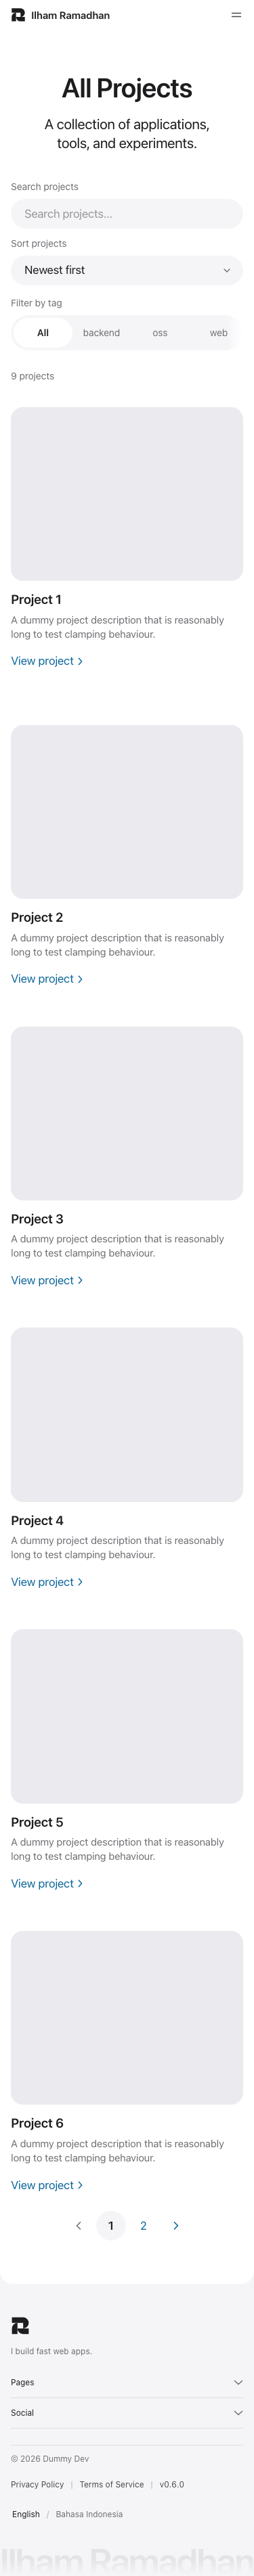 Ilham Ramadhan
All Projects
A collection of applications,
tools, and experiments.
Search projects
Search projects...
Sort projects
Newest first
Filter by tag
All backend oss web
9 projects
Project 1
A dummy project description that is reasonably
long to test clamping behaviour.
View project
Project 2
A dummy project description that is reasonably
long to test clamping behaviour.
View project
Project 3
A dummy project description that is reasonably
long to test clamping behaviour.
View project
Project 4
A dummy project description that is reasonably
long to test clamping behaviour.
View project
Project 5
A dummy project description that is reasonably
long to test clamping behaviour.
View project
Project 6
A dummy project description that is reasonably
long to test clamping behaviour.
View project
1 2
I build fast web apps.
Pages
Social
© 2026 Dummy Dev
Privacy Policy | Terms of Service | v0.6.0
English / Bahasa Indonesia
Ilham Ramadhan